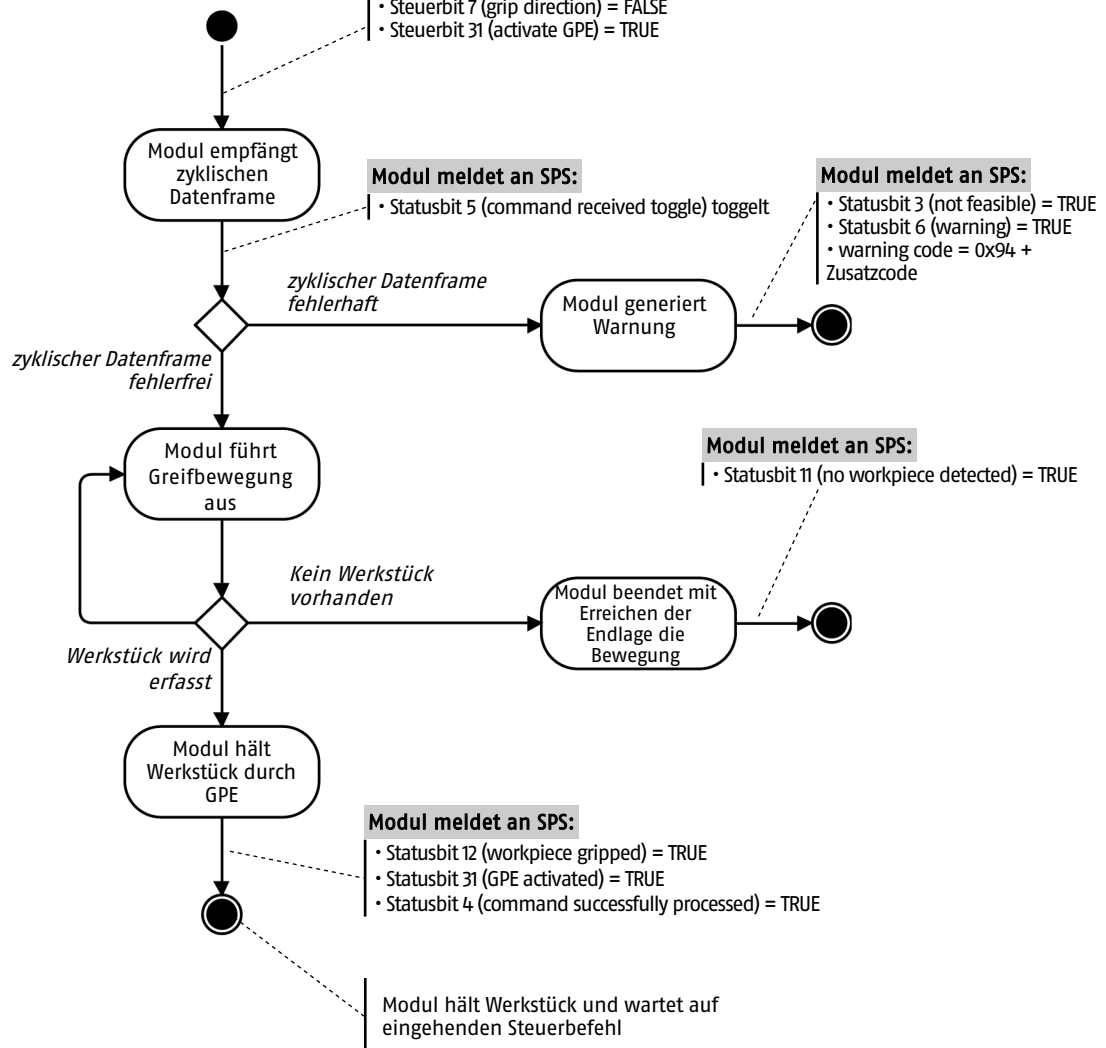 • Steuerbit 7 (grip direction) = FALSE
• Steuerbit 31 (activate GPE) = TRUE
Modul empfängt
zyklischen
Datenframe
Modul meldet an SPS:
• Statusbit 5 (command received toggle) toggelt
Modul meldet an SPS:
• Statusbit 3 (not feasible) = TRUE
• Statusbit 6 (warning) = TRUE
• warning code = 0x94 +
Zusatzcode
zyklischer Datenframe
fehlerhaft
Modul generiert
Warnung
zyklischer Datenframe
fehlerfrei
Modul führt
Greifbewegung
aus
Modul meldet an SPS:
• Statusbit 11 (no workpiece detected) = TRUE
Kein Werkstück
vorhanden
Modul beendet mit
Erreichen der
Endlage die
Bewegung
Werkstück wird
erfasst
Modul hält
Werkstück durch
GPE
Modul meldet an SPS:
• Statusbit 12 (workpiece gripped) = TRUE
• Statusbit 31 (GPE activated) = TRUE
• Statusbit 4 (command successfully processed) = TRUE
Modul hält Werkstück und wartet auf
eingehenden Steuerbefehl